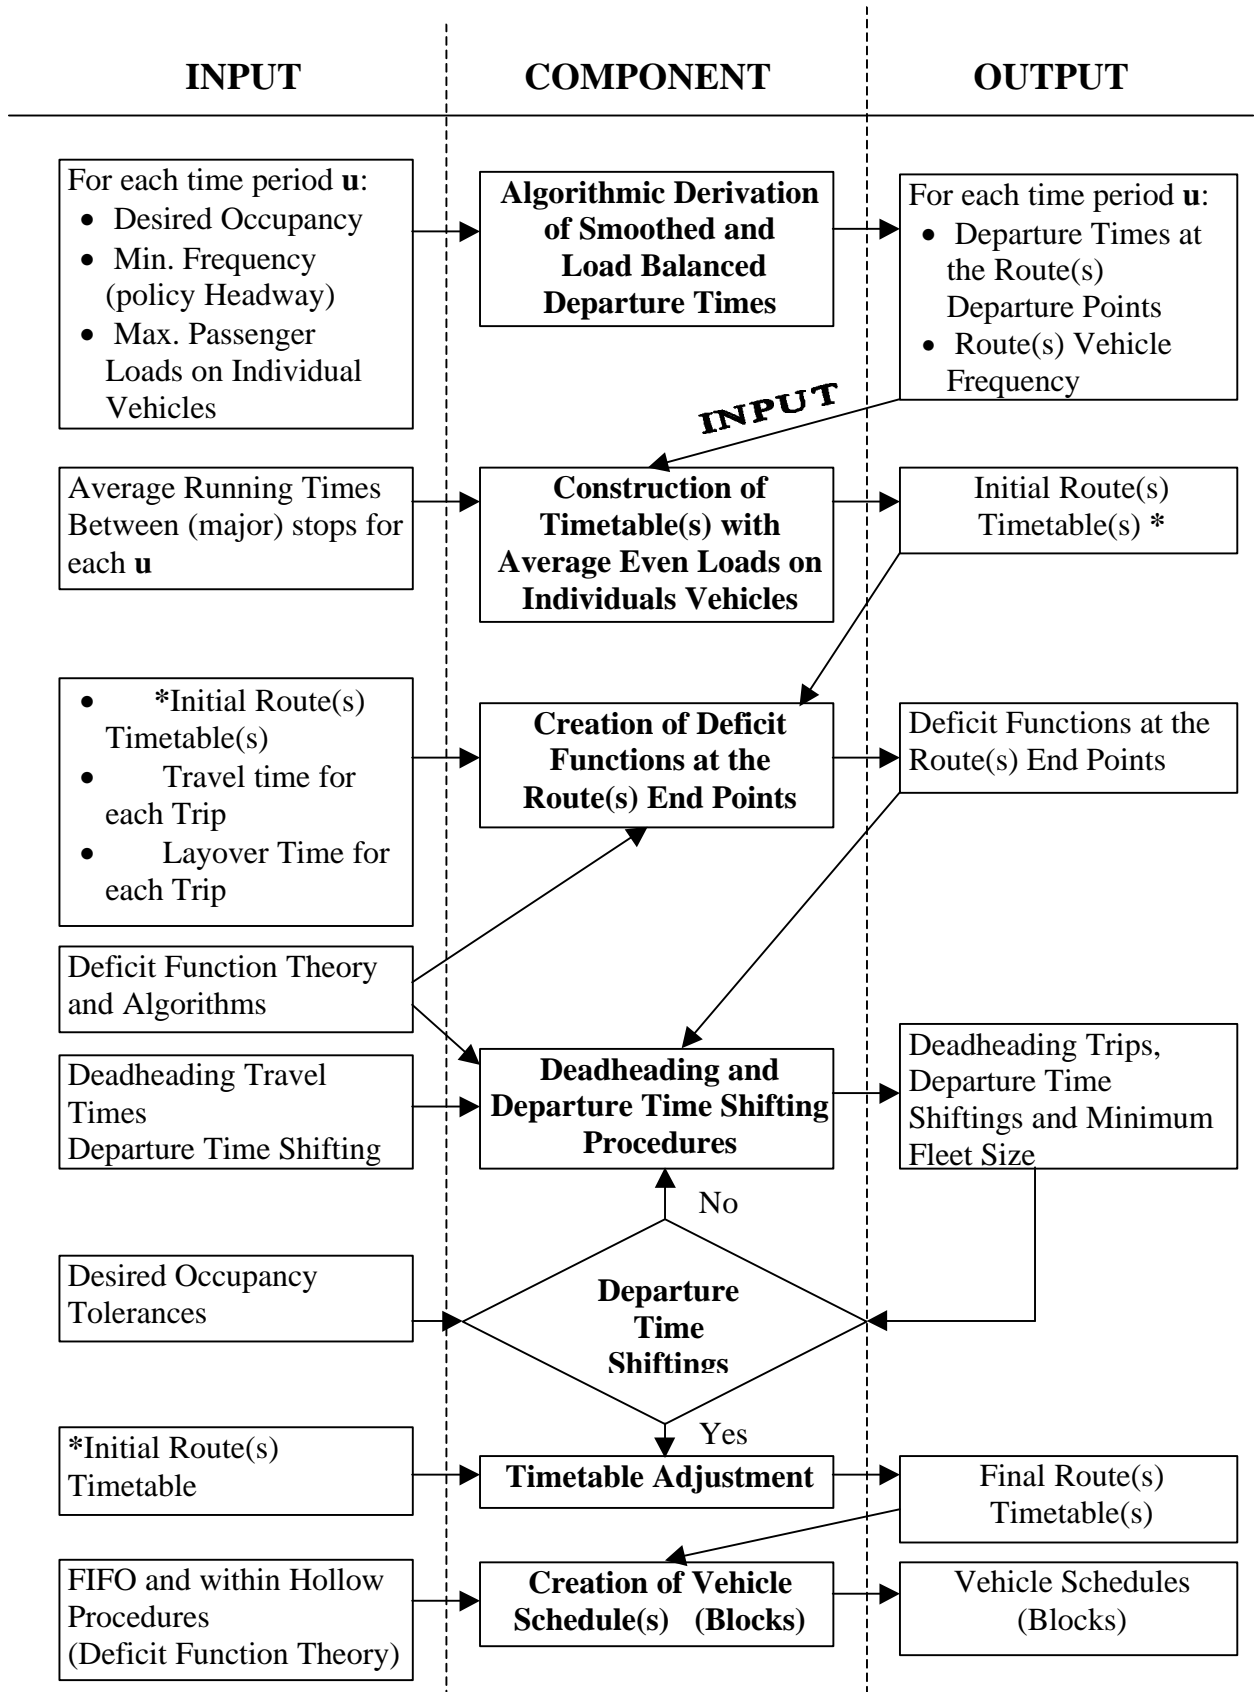 INPUT
COMPONENT
OUTPUT
For each time period u:
• Desired Occupancy
• Min. Frequency
(policy Headway)
• Max. Passenger
Loads on Individual
Vehicles
Algorithmic Derivation
of Smoothed and
Load Balanced
Departure Times
For each time period u:
• Departure Times at
the Route(s)
Departure Points
• Route(s) Vehicle
Frequency
INPUT
Average Running Times
Between (major) stops for
each u
Construction of
Timetable(s) with
Average Even Loads on
Individuals Vehicles
Initial Route(s)
Timetable(s) *
• *Initial Route(s)
Timetable(s)
• Travel time for
each Trip
• Layover Time for
each Trip
Creation of Deficit
Functions at the
Route(s) End Points
Deficit Functions at the
Route(s) End Points
Deficit Function Theory
and Algorithms
Deadheading Travel
Times
Departure Time Shifting
Deadheading and
Departure Time Shifting
Procedures
Deadheading Trips,
Departure Time
Shiftings and Minimum
Fleet Size
No
Desired Occupancy
Tolerances
Departure
Time
Shiftings
Yes
*Initial Route(s)
Timetable
Timetable Adjustment
Final Route(s)
Timetable(s)
FIFO and within Hollow
Procedures
(Deficit Function Theory)
Creation of Vehicle
Schedule(s) (Blocks)
Vehicle Schedules
(Blocks)